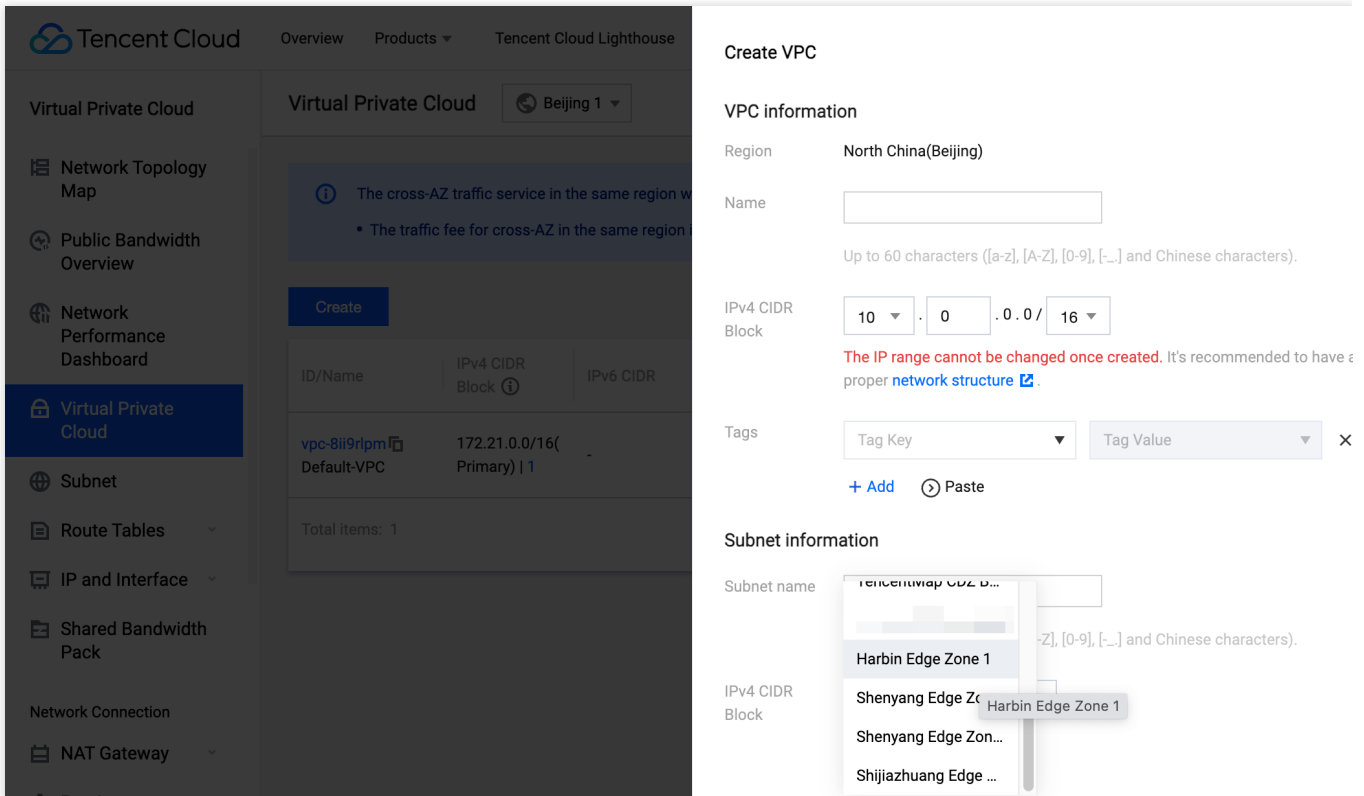 Tencent Cloud
Overview
Products
Tencent Cloud Lighthouse
Virtual Private Cloud
Network Topology
Map
Public Bandwidth
Overview
Network
Performance
Dashboard
Virtual Private
Cloud
Subnet
Route Tables
IP and Interface
Shared Bandwidth
Pack
Network Connection
NAT Gateway
Virtual Private Cloud
Beijing 1
The cross-AZ traffic service in the same region w
• The traffic fee for cross-AZ in the same region i
Create
ID/Name
IPv4 CIDR
Block
IPv6 CIDR
vpc-8ii9rlpm
Default-VPC
172.21.0.0/16(
Primary) | 1
-
Total items: 1
Create VPC
VPC information
Region
North China(Beijing)
Name
Up to 60 characters ([a-z], [A-Z], [0-9], [-_.] and Chinese characters).
IPv4 CIDR
Block
10 . 0 . 0 . 0 / 16
The IP range cannot be changed once created. It's recommended to have a
proper network structure .
Tags
Tag Key
Tag Value
+ Add
Paste
Subnet information
Subnet name
TencentMap CDZ B...
-Z], [0-9], [-_.] and Chinese characters).
Harbin Edge Zone 1
IPv4 CIDR
Block
Shenyang Edge Zo
Harbin Edge Zone 1
Shenyang Edge Zon...
Shijiazhuang Edge ...